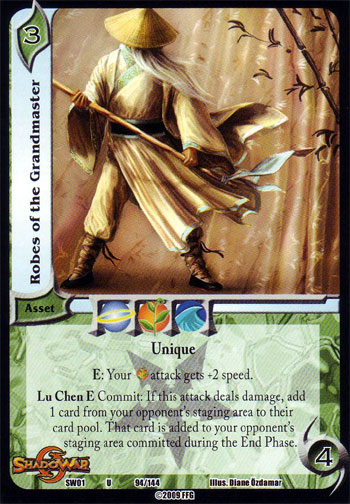 3
Robes of the Grandmaster
Asset
Unique
E: Your attack gets +2 speed.
Lu Chen E Commit: If this attack deals damage, add
1 card from your opponent's staging area to their
card pool. That card is added to your opponent's
staging area committed during the End Phase.
4
SHADOWAR
SW01 U 94/144 Illus. Diane Özdamar
©2009 FFG